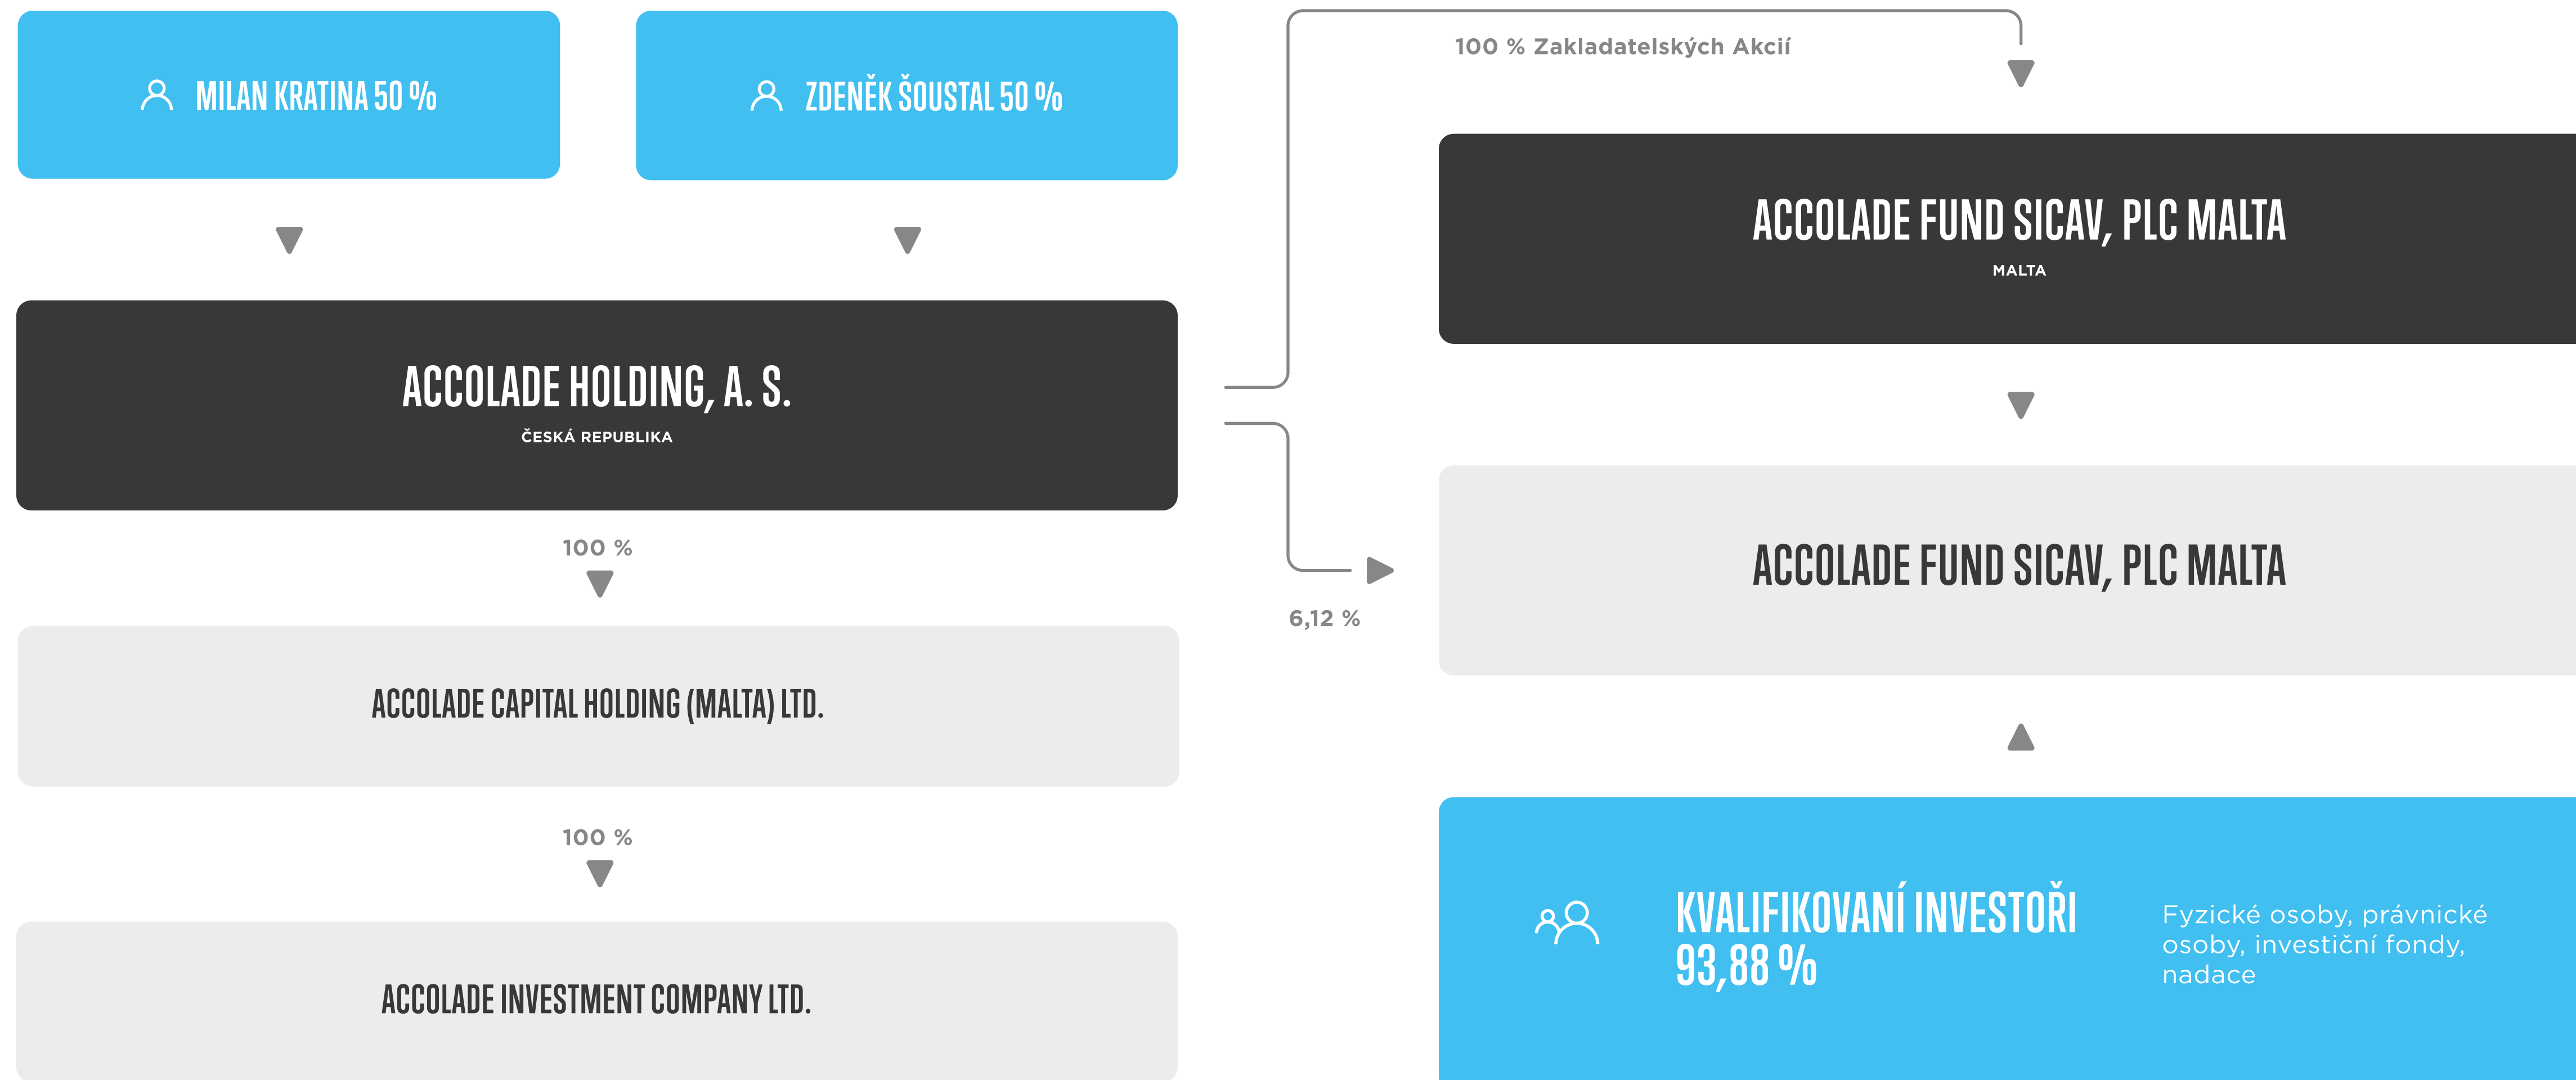 MILAN KRATINA 50 %
ZDENĚK ŠOUSTAL 50 %
ACCOLADE HOLDING, A. S.
ČESKÁ REPUBLIKA
100 %
ACCOLADE CAPITAL HOLDING (MALTA) LTD.
100 %
ACCOLADE INVESTMENT COMPANY LTD.
100 % Zakladatelských Akcií
ACCOLADE FUND SICAV, PLC MALTA
MALTA
6,12 %
ACCOLADE FUND SICAV, PLC MALTA
KVALIFIKOVANÍ INVESTOŘI
93,88 %
Fyzické osoby, právnické
osoby, investiční fondy,
nadace